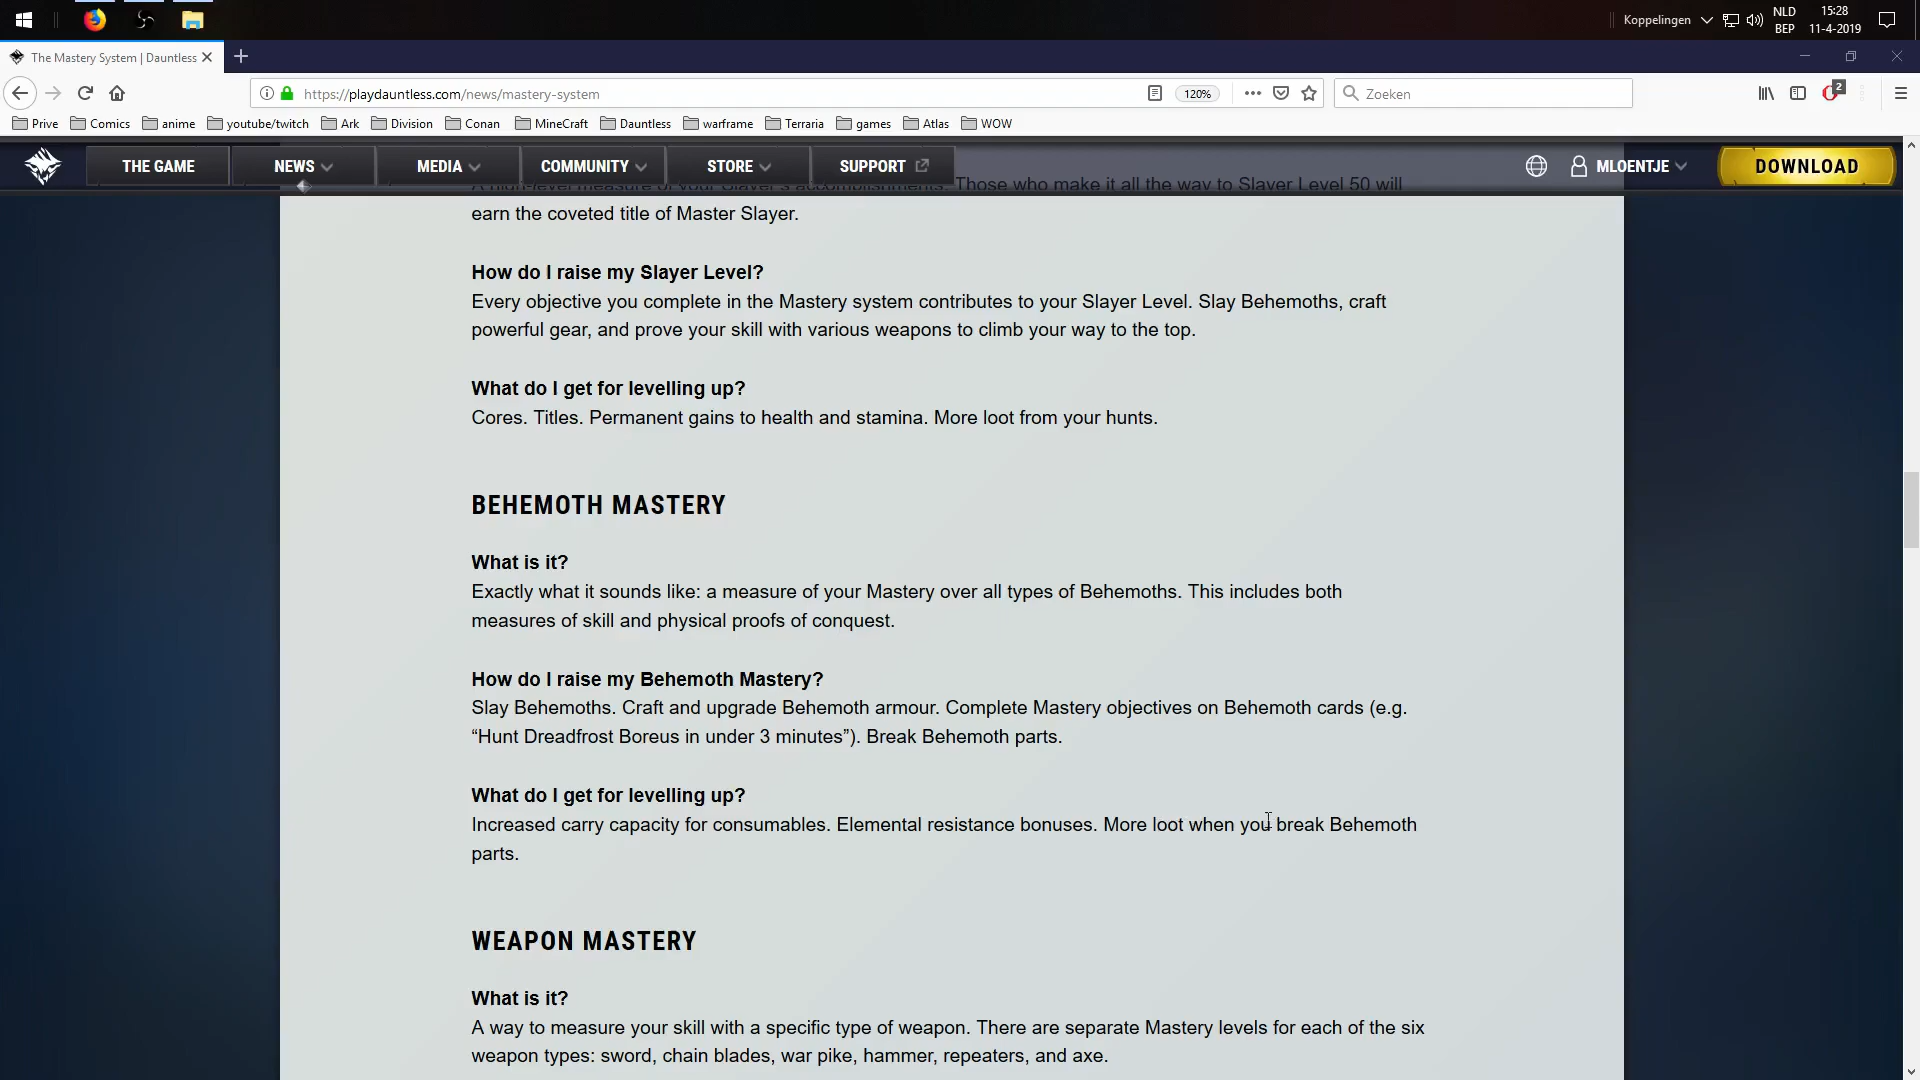 Koppelingen
NLD
BEP
15:28
11-4-2019
The Mastery System | Dauntless
https://playdauntless.com/news/mastery-system
120%
Zoeken
2
Prive Comics anime youtube/twitch Ark Division Conan MineCraft Dauntless warframe Terraria games Atlas WOW
THE GAME NEWS MEDIA COMMUNITY STORE SUPPORT MLOENTJE DOWNLOAD
A high-level measure of your Slayer's accomplishments. Those who make it all the way to Slayer Level 50 will
earn the coveted title of Master Slayer.
How do I raise my Slayer Level?
Every objective you complete in the Mastery system contributes to your Slayer Level. Slay Behemoths, craft
powerful gear, and prove your skill with various weapons to climb your way to the top.
What do I get for levelling up?
Cores. Titles. Permanent gains to health and stamina. More loot from your hunts.
BEHEMOTH MASTERY
What is it?
Exactly what it sounds like: a measure of your Mastery over all types of Behemoths. This includes both
measures of skill and physical proofs of conquest.
How do I raise my Behemoth Mastery?
Slay Behemoths. Craft and upgrade Behemoth armour. Complete Mastery objectives on Behemoth cards (e.g.
“Hunt Dreadfrost Boreus in under 3 minutes”). Break Behemoth parts.
What do I get for levelling up?
Increased carry capacity for consumables. Elemental resistance bonuses. More loot when you break Behemoth
parts.
WEAPON MASTERY
What is it?
A way to measure your skill with a specific type of weapon. There are separate Mastery levels for each of the six
weapon types: sword, chain blades, war pike, hammer, repeaters, and axe.